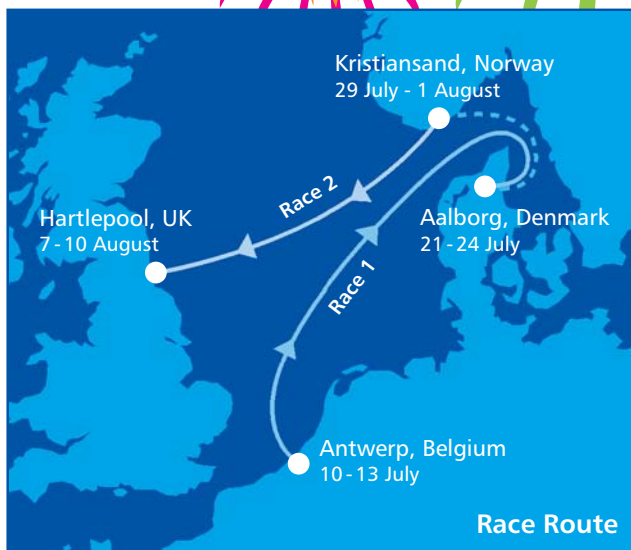 Kristiansand, Norway
29 July - 1 August
Race 2
Hartlepool, UK
7 - 10 August
Aalborg, Denmark
21 - 24 July
Race 1
Antwerp, Belgium
10 - 13 July
Race Route